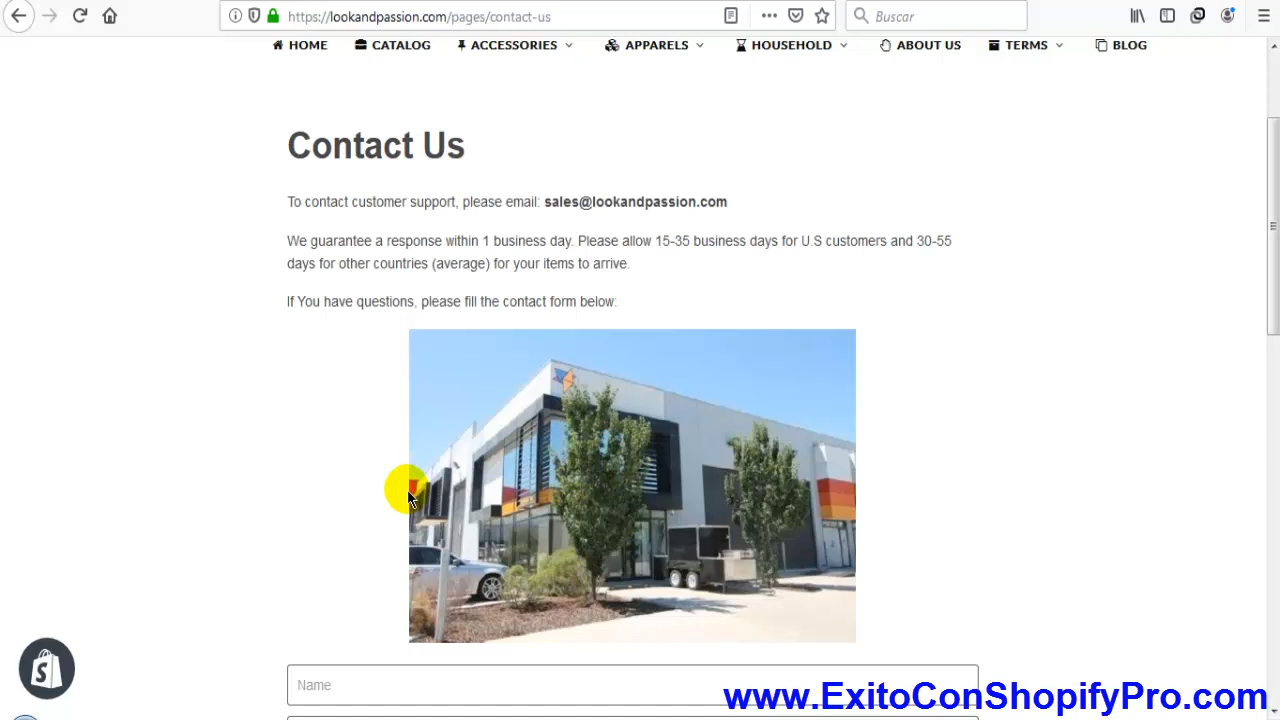 https://lookandpassion.com/pages/contact-us
Buscar
HOME CATALOG ACCESSORIES APPARELS HOUSEHOLD ABOUT US TERMS BLOG
Contact Us
To contact customer support, please email: sales@lookandpassion.com
We guarantee a response within 1 business day. Please allow 15-35 business days for U.S customers and 30-55
days for other countries (average) for your items to arrive.
If You have questions, please fill the contact form below:
Name
www.ExitoConShopifyPro.com